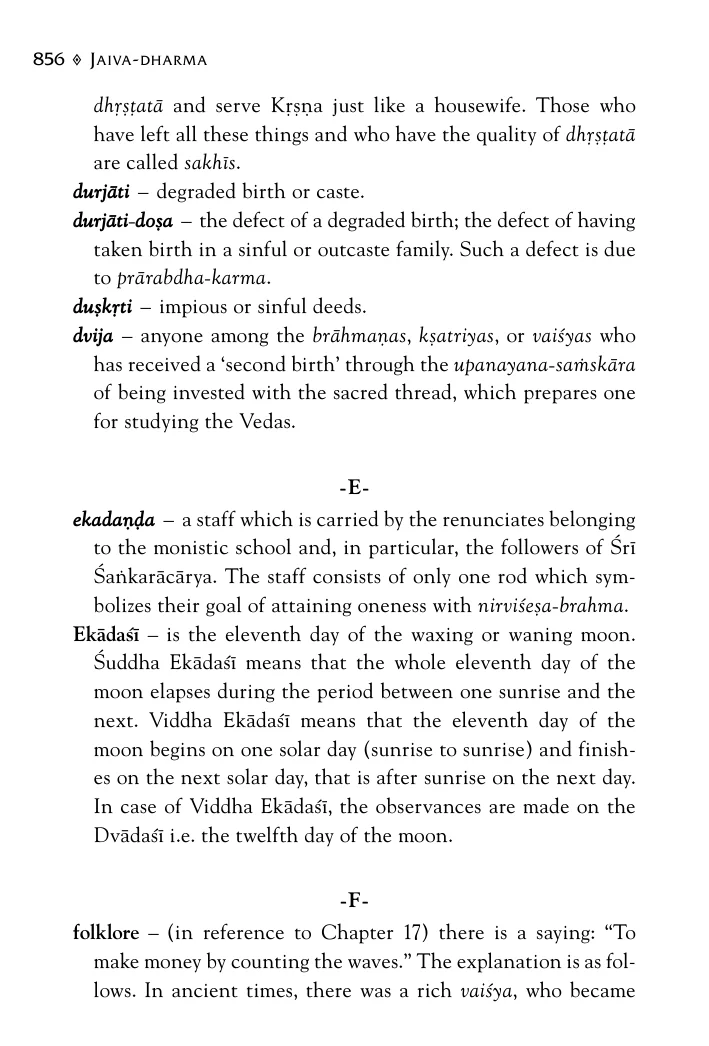 856 ◊ JAIVA-DHARMA
dhṛṣṭatā and serve Kṛṣṇa just like a housewife. Those who
have left all these things and who have the quality of dhṛṣṭatā
are called sakhīs.
durjāti – degraded birth or caste.
durjāti-doṣa – the defect of a degraded birth; the defect of having
taken birth in a sinful or outcaste family. Such a defect is due
to prārabdha-karma.
duṣkṛti – impious or sinful deeds.
dvija – anyone among the brāhmaṇas, kṣatriyas, or vaiśyas who
has received a ‘second birth’ through the upanayana-saṁskāra
of being invested with the sacred thread, which prepares one
for studying the Vedas.
-E-
ekadaṇḍa – a staff which is carried by the renunciates belonging
to the monistic school and, in particular, the followers of Śrī
Śaṅkarācārya. The staff consists of only one rod which sym-
bolizes their goal of attaining oneness with nirviśeṣa-brahma.
Ekādaśī – is the eleventh day of the waxing or waning moon.
Śuddha Ekādaśī means that the whole eleventh day of the
moon elapses during the period between one sunrise and the
next. Viddha Ekādaśī means that the eleventh day of the
moon begins on one solar day (sunrise to sunrise) and finish-
es on the next solar day, that is after sunrise on the next day.
In case of Viddha Ekādaśī, the observances are made on the
Dvādaśī i.e. the twelfth day of the moon.
-F-
folklore – (in reference to Chapter 17) there is a saying: “To
make money by counting the waves.” The explanation is as fol-
lows. In ancient times, there was a rich vaiśya, who became